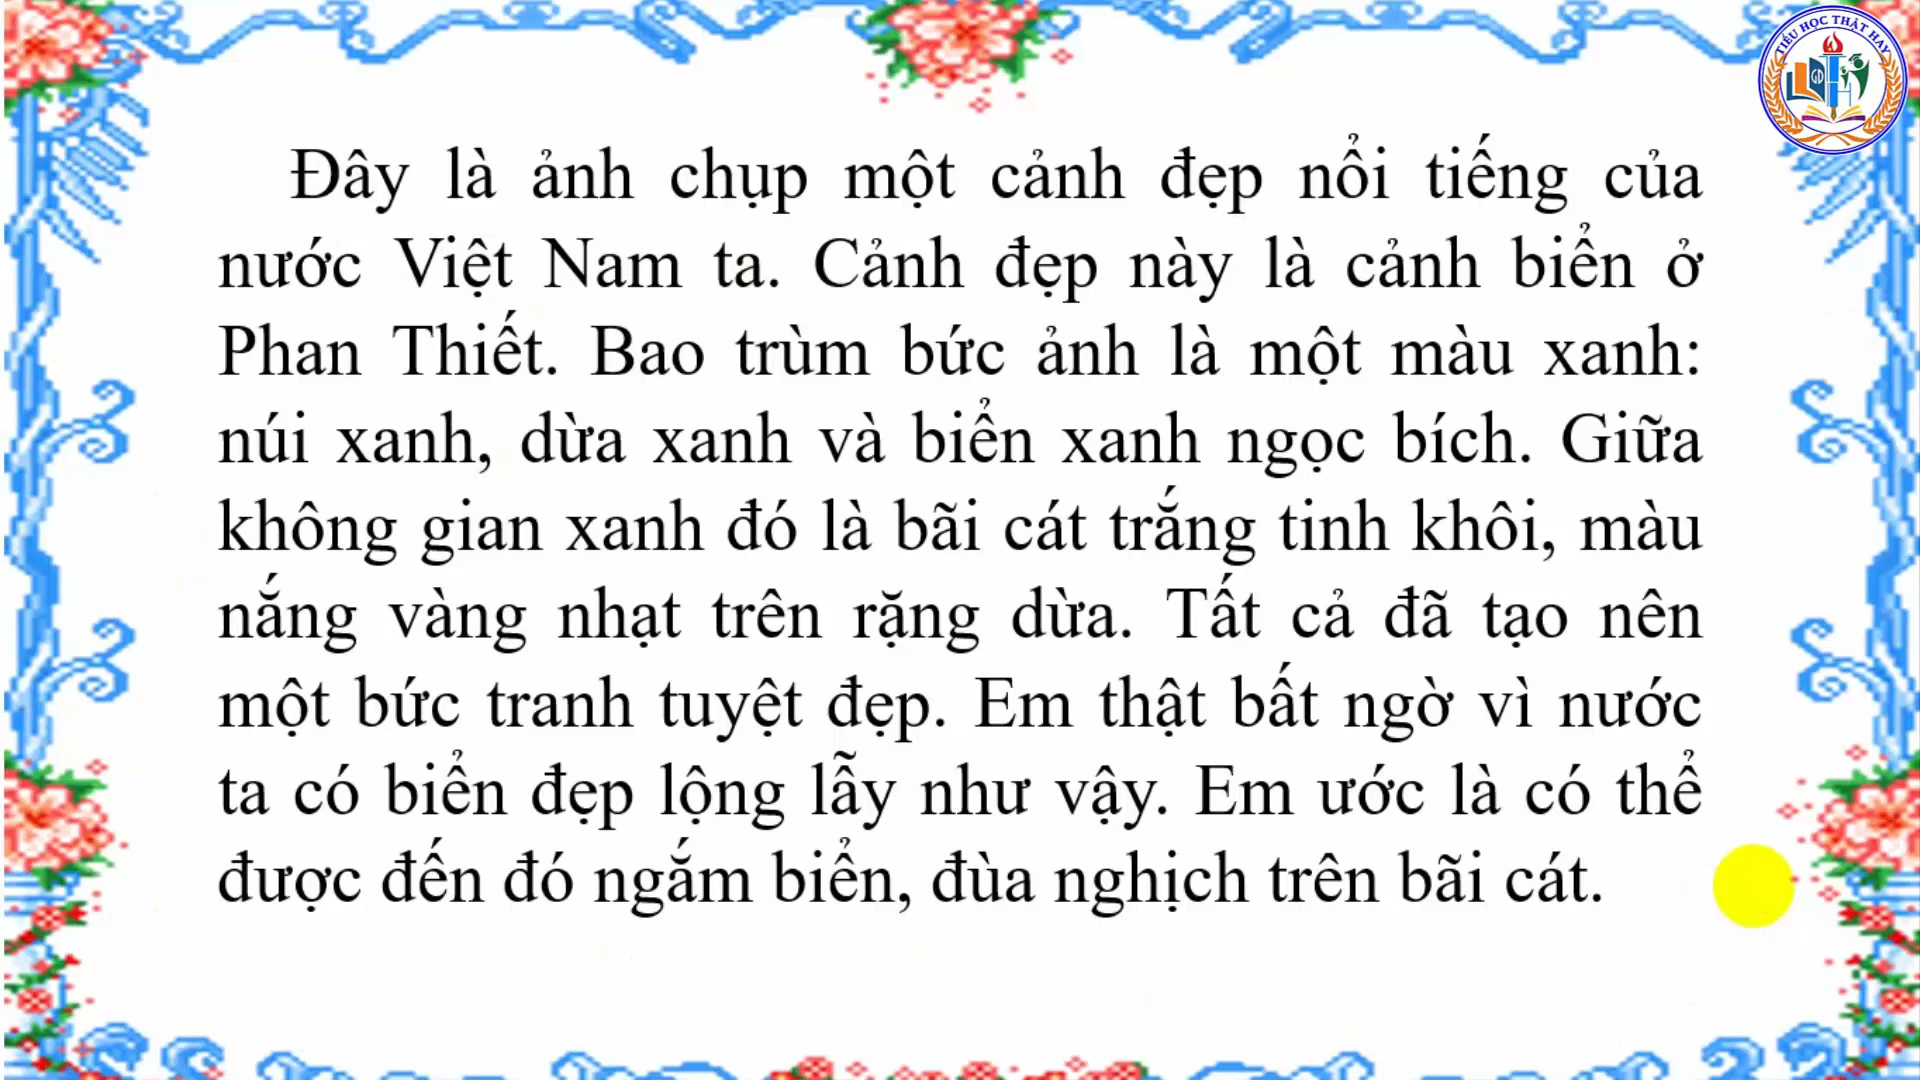 TIỂU HỌC THẬT HAY
GD
Đây là ảnh chụp một cảnh đẹp nổi tiếng của
nước Việt Nam ta. Cảnh đẹp này là cảnh biển ở
Phan Thiết. Bao trùm bức ảnh là một màu xanh:
núi xanh, dừa xanh và biển xanh ngọc bích. Giữa
không gian xanh đó là bãi cát trắng tinh khôi, màu
nắng vàng nhạt trên rặng dừa. Tất cả đã tạo nên
một bức tranh tuyệt đẹp. Em thật bất ngờ vì nước
ta có biển đẹp lộng lẫy như vậy. Em ước là có thể
được đến đó ngắm biển, đùa nghịch trên bãi cát.